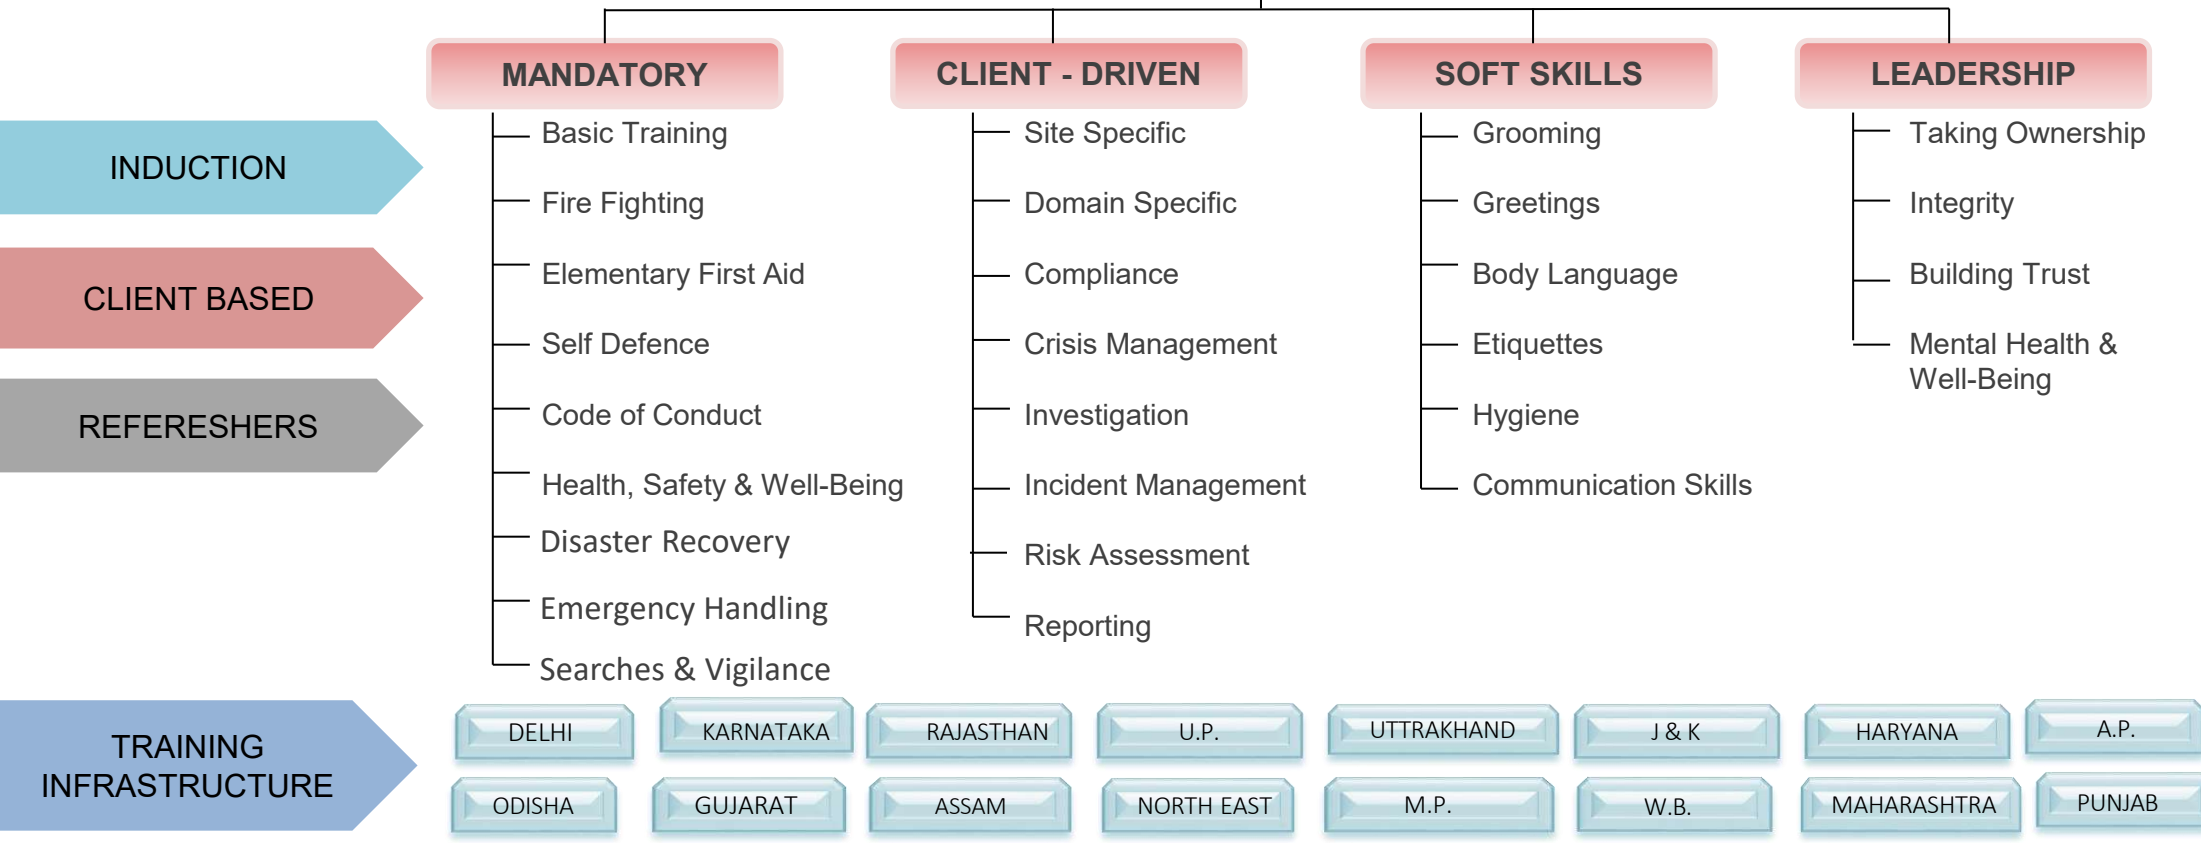 MANDATORY
CLIENT - DRIVEN
SOFT SKILLS
LEADERSHIP
INDUCTION
CLIENT BASED
REFERESHERS
Basic Training
Fire Fighting
Elementary First Aid
Self Defence
Code of Conduct
Health, Safety & Well-Being
Disaster Recovery
Emergency Handling
Searches & Vigilance
Site Specific
Domain Specific
Compliance
Crisis Management
Investigation
Incident Management
Risk Assessment
Reporting
Grooming
Greetings
Body Language
Etiquettes
Hygiene
Communication Skills
Taking Ownership
Integrity
Building Trust
Mental Health &
Well-Being
TRAINING
INFRASTRUCTURE
DELHI
KARNATAKA
RAJASTHAN
U.P.
UTTRAKHAND
J & K
HARYANA
A.P.
ODISHA
GUJARAT
ASSAM
NORTH EAST
M.P.
W.B.
MAHARASHTRA
PUNJAB